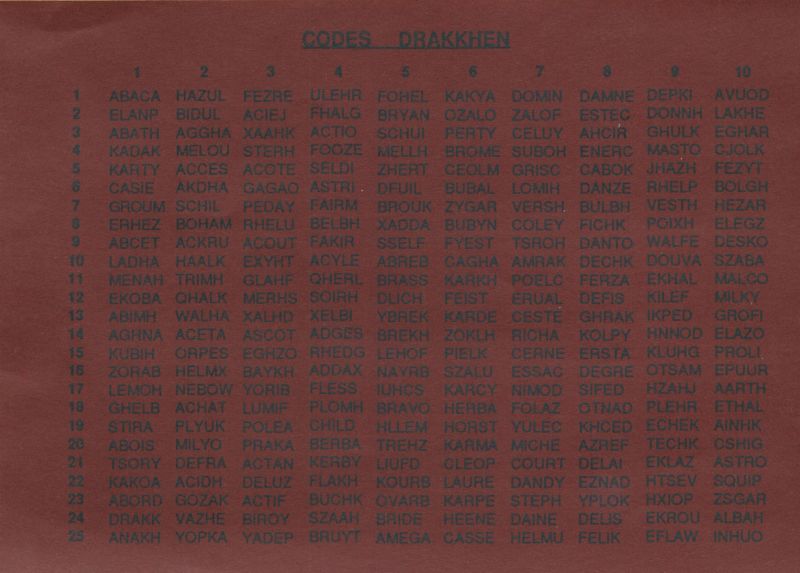 CODES DRAKKHEN
1 2 3 4 5 6 7 8 9 10
1 ABACA HAZUL FEZRE ULEHR FOHEL KAKYA DOMIN DAMNE DEPKI AVUOD
2 ELANP BIDUL ACIEJ FHALG BRYAN OZALO ZALOF ESTEC DONNH LAKHE
3 ABATH AGGHA XAAHK ACTIO SCHUI PERTY CELUY AHCIR GHULK EGHAR
4 KADAK MELOU STERH FOOZE MELLH BROME SUBOH ENERC MASTO CJOLK
5 KARTY ACCES ACOTE SELDI ZHERT CEOLM GRISC CABOK JHAZH FEZYT
6 CASIE AKDHA GAGAO ASTRI DFUIL BUBAL LOMIH DANZE RHELP BOLGH
7 GROUM SCHIL PEDAY FAIRM BROUK ZYGAR VERSH BULBH VESTH HEZAR
8 ERHEZ BOHAM RHELU BELBH XADDA BUBYN COLEY FICHK POIXH ELEGZ
9 ABCET ACKRU ACOUT FAKIR SSELF FYEST TSROH DANTO WALFE DESKO
10 LADHA HAALK EXYHT ACYLE ABREB CAGHA AMRAK DECHK DOUVA SZABA
11 MENAH TRIMH GLAHF QHERL BRASS KARKH POELC FERZA EKHAL MALCO
12 EKOBA QHALK MERHS SOIRH DLICH FEIST ERUAL DEFIS KILEF MILKY
13 ABIMH WALHA XALHD XELBI YBREK KARDE CESTE GHRAK IKPED GROFI
14 AGHNA ACETA ASCOT ADGES BREKH ZOKLH RICHA KOLPY HNNOD ELAZO
15 KUBIH ORPES EGHZO RHEDG LEHOF PIELK CERNE ERSTA KLUHG PROLI
16 ZORAB HELMX BAYKH ADDAX NAYRB SZALU ESSAC DEGRE OTSAM EPUUR
17 LEMOH NEBOW YORIB FLESS IUHCS KARCY NIMOD SIFED HZAHJ AARTH
18 GHELB ACHAT LUMIF PLOMH BRAVO HERBA FOLAZ OTNAD PLEHR ETHAL
19 STIRA PLYUK POLEA CHILD HLLEM HORST YULEC KHCED ECHEK AINHK
20 ABOIS MILYO PRAKA BERBA TREHZ KARMA MICHE AZREF TECHK CSHIG
21 TSORY DEFRA ACTAN KERBY LIUFD CLEOP COURT DELAI EKLAZ ASTRO
22 KAKOA ACIDH DELUZ FLAKH KOURB LAURE DANDY EZNAD HTSEV SQUIP
23 ABORD GOZAK ACTIF BUCHK OVARB KARPE STEPH YPLOK HXIOP ZSGAR
24 DRAKK VAZHE BIROY SZAAH BRIDE HEENE DAINE DELIS EKROU ALBAH
25 ANAKH YOPKA YADEP BRUYT AMEGA CASSE HELMU FELIK EFLAW INHUO